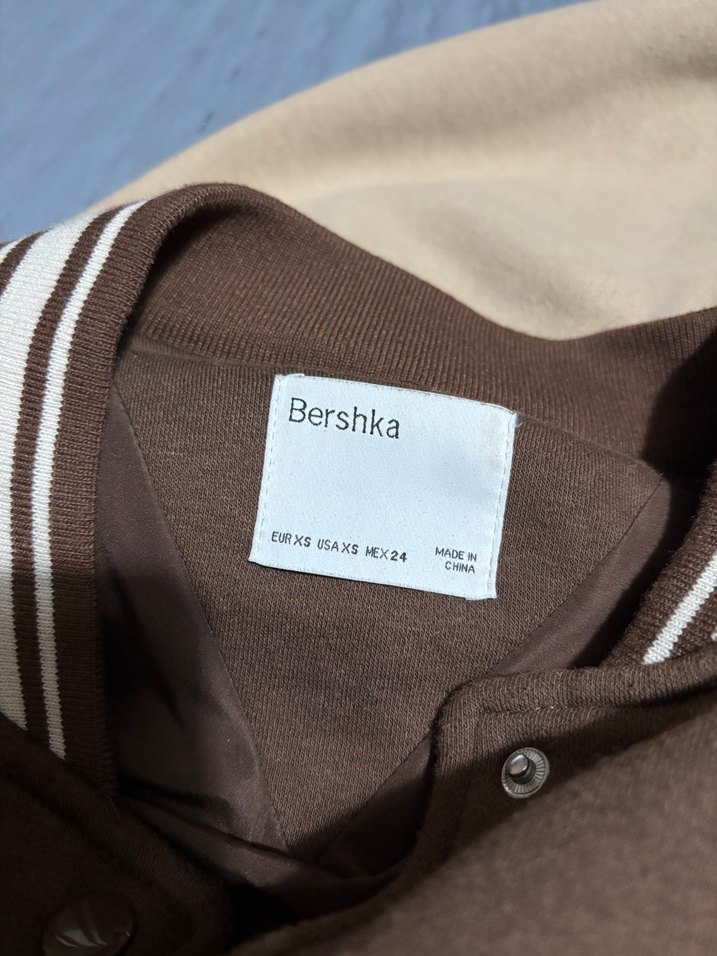 Bershka
EUR XS USA XS MEX 24
MADE IN
CHINA